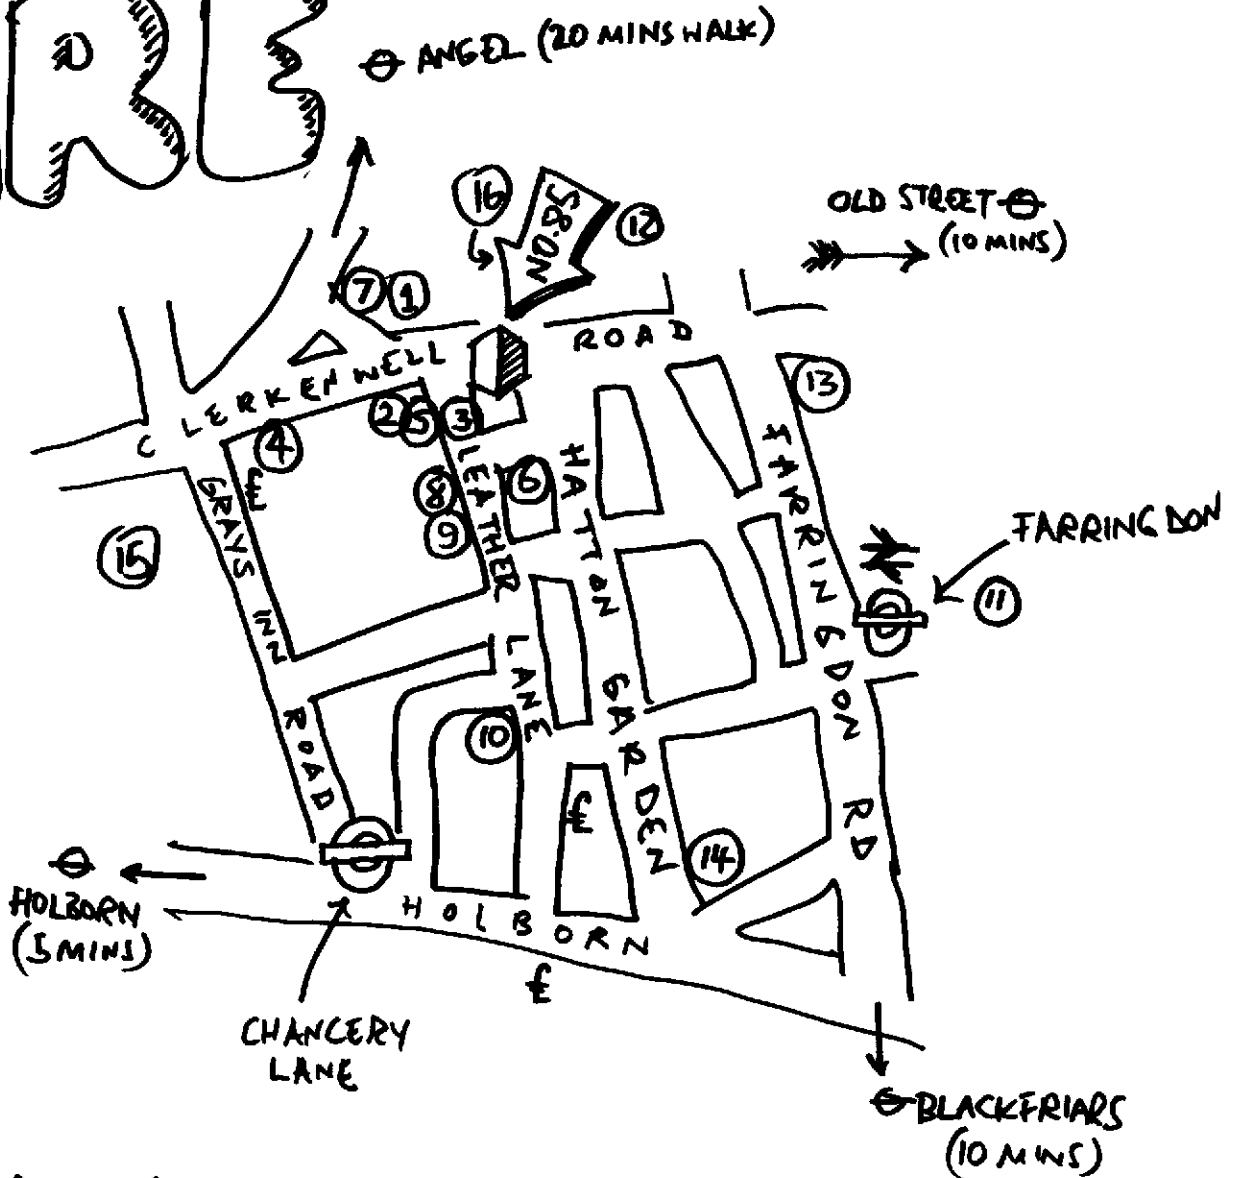 RE
ANGEL (20 MINS WALK)
16
NO.85
12
OLD STREET
(10 MINS)
7
1
CLERKENWELL
ROAD
13
2
5
3
4
£
LEATHER
LANE
8
9
6
HATTON
GARDEN
FARRINGDON
RD
GRAYS INN
ROAD
15
FARRINGDON
11
10
£
14
HOLBORN
(5 MINS)
HOLBORN
£
CHANCERY
LANE
BLACKFRIARS
(10 MINS)